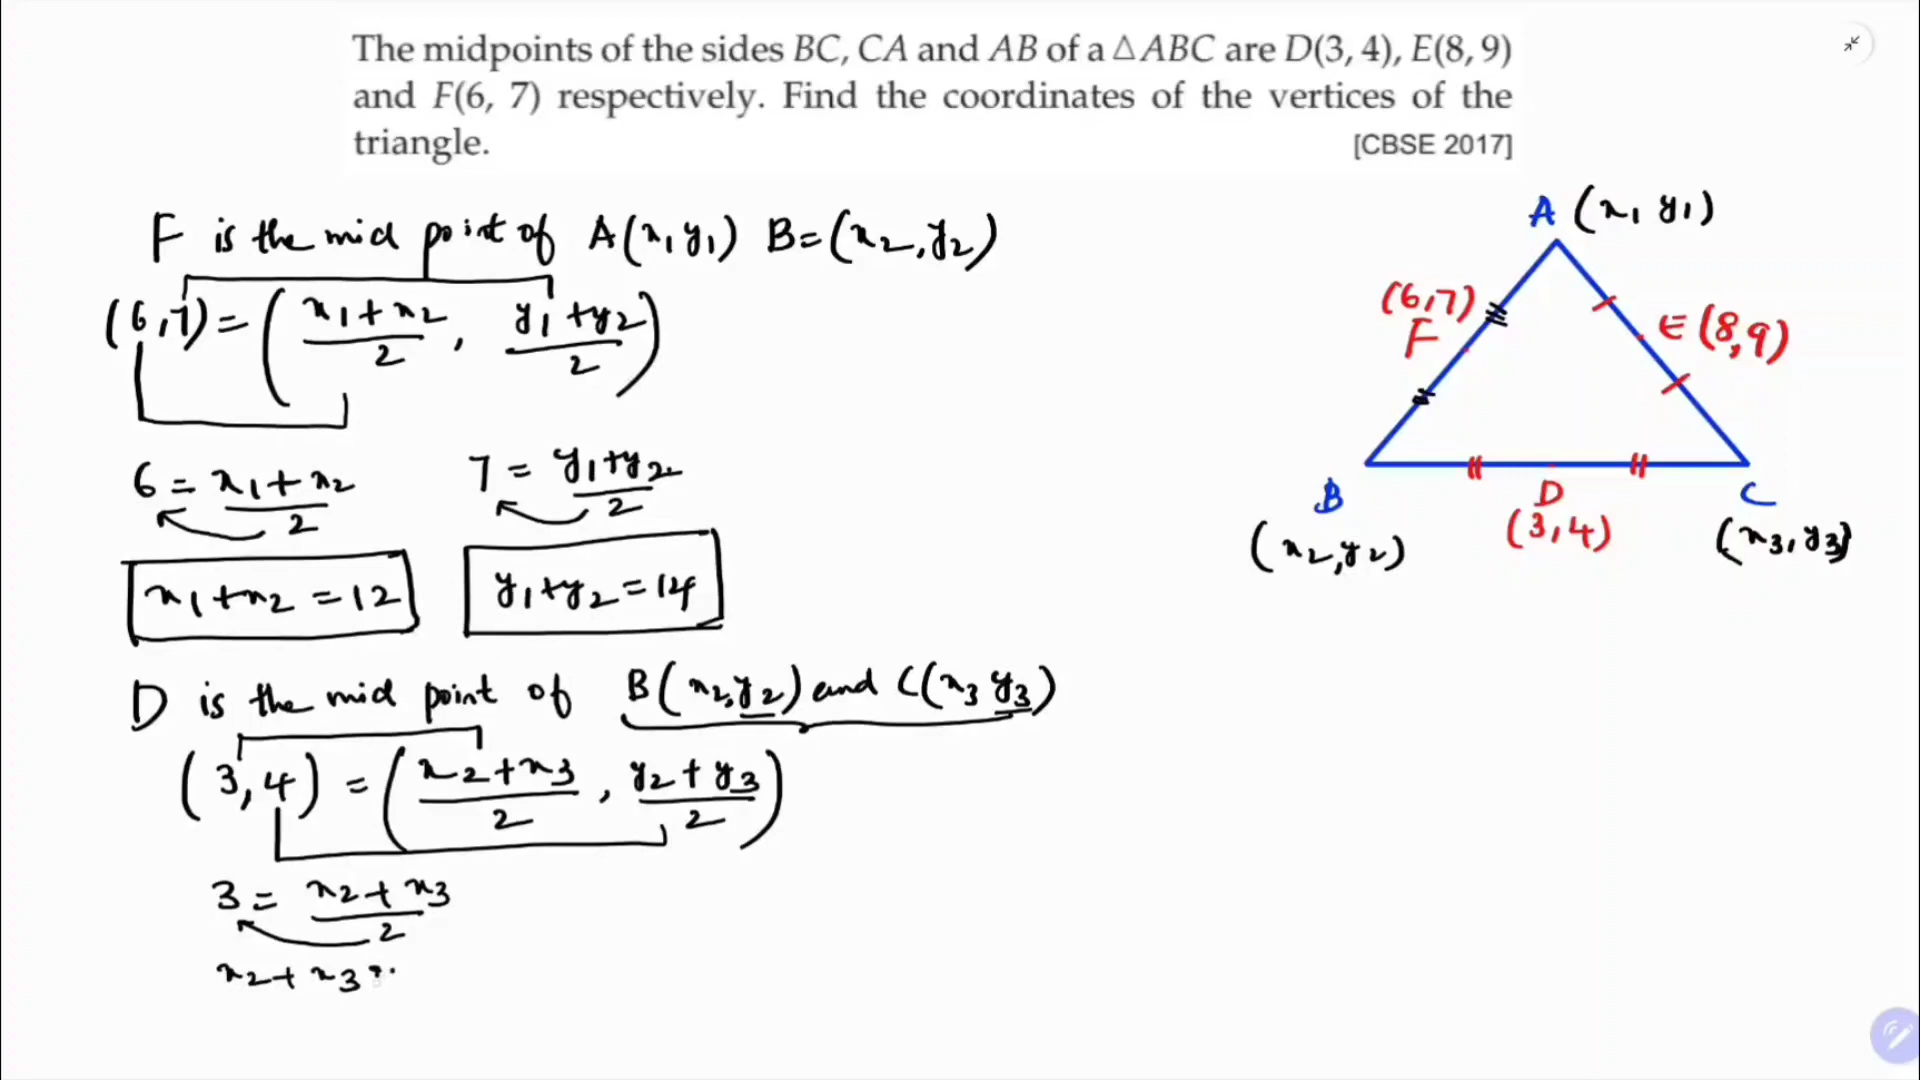 The midpoints of the sides BC, CA and AB of a △ABC are D(3, 4), E(8, 9)
and F(6, 7) respectively. Find the coordinates of the vertices of the
triangle. [CBSE 2017]
F is the mid point of A(x₁ y₁) B=(x₂,y₂)
(6,7) = ( x₁+x₂/2 , y₁+y₂/2 )
6 = x₁+x₂/2 7 = y₁+y₂/2
x₁+x₂ = 12 y₁+y₂ = 14
D is the mid point of B(x₂,y₂) and C(x₃ y₃)
(3,4) = ( x₂+x₃/2 , y₂+y₃/2 )
3 = x₂+x₃/2
x₂+x₃
A (x₁ y₁)
(6,7)
F
E (8,9)
B D C
(x₂,y₂) (3,4) (x₃,y₃)